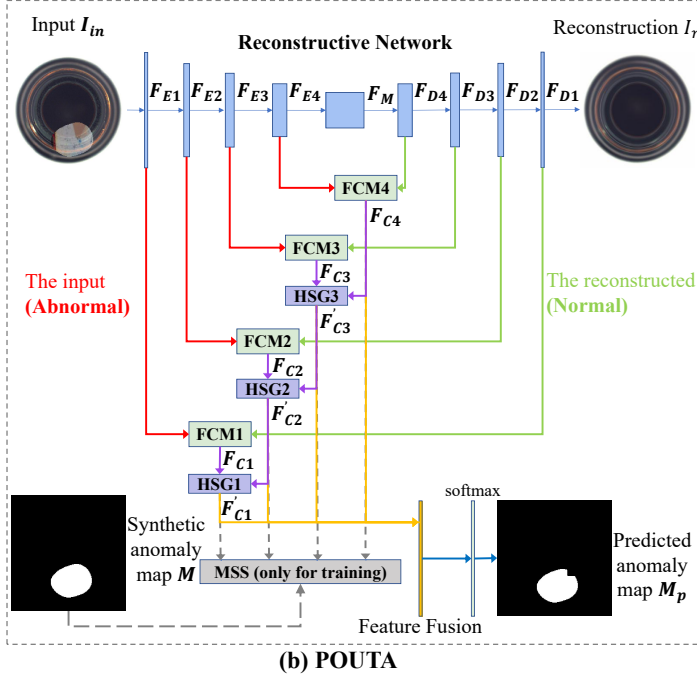 Input I_in
Reconstruction I_r
Reconstructive Network
F_E1
F_E2
F_E3
F_E4
F_M
F_D4
F_D3
F_D2
F_D1
FCM4
F_C4
FCM3
F_C3
HSG3
F'_C3
The input
(Abnormal)
The reconstructed
(Normal)
FCM2
F_C2
HSG2
F'_C2
FCM1
F_C1
HSG1
F'_C1
Synthetic
anomaly
map M
MSS (only for training)
softmax
Feature Fusion
Predicted
anomaly
map M_p
(b) POUTA